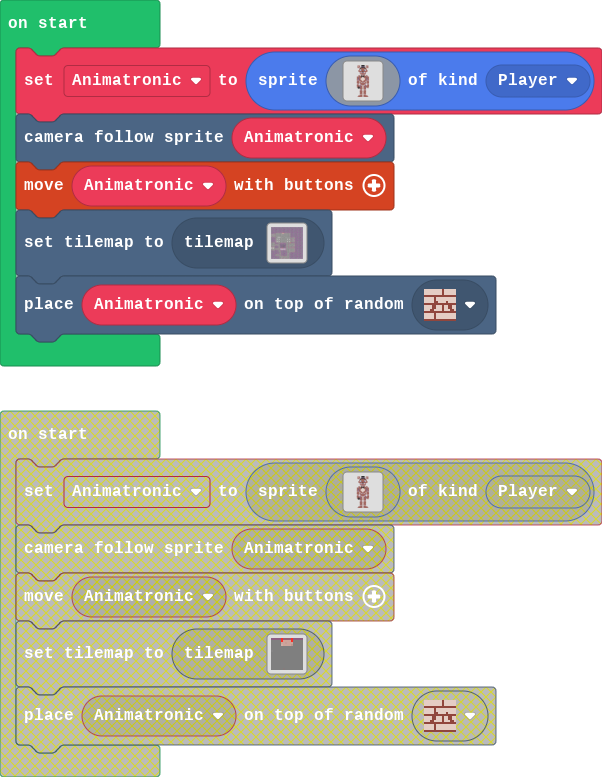 on start
set Animatronic to sprite of kind Player
camera follow sprite Animatronic
move Animatronic with buttons
set tilemap to tilemap
place Animatronic on top of random
on start
set Animatronic to sprite of kind Player
camera follow sprite Animatronic
move Animatronic with buttons
set tilemap to tilemap
place Animatronic on top of random